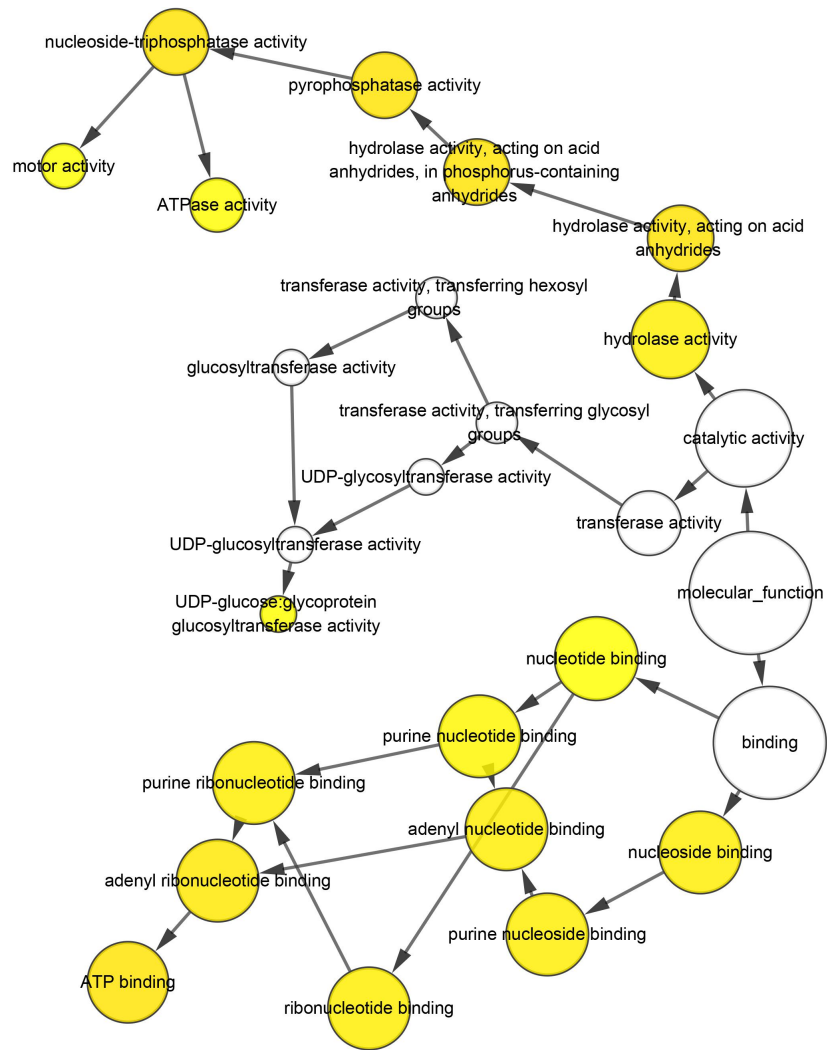 nucleoside-triphosphatase activity
pyrophosphatase activity
motor activity
hydrolase activity, acting on acid
anhydrides, in phosphorus-containing
anhydrides
ATPase activity
hydrolase activity, acting on acid
anhydrides
transferase activity, transferring hexosyl
groups
hydrolase activity
glucosyltransferase activity
transferase activity, transferring glycosyl
groups
catalytic activity
UDP-glycosyltransferase activity
transferase activity
UDP-glucosyltransferase activity
molecular_function
UDP-glucose:glycoprotein
glucosyltransferase activity
nucleotide binding
purine nucleotide binding
binding
purine ribonucleotide binding
adenyl nucleotide binding
nucleoside binding
adenyl ribonucleotide binding
purine nucleoside binding
ATP binding
ribonucleotide binding